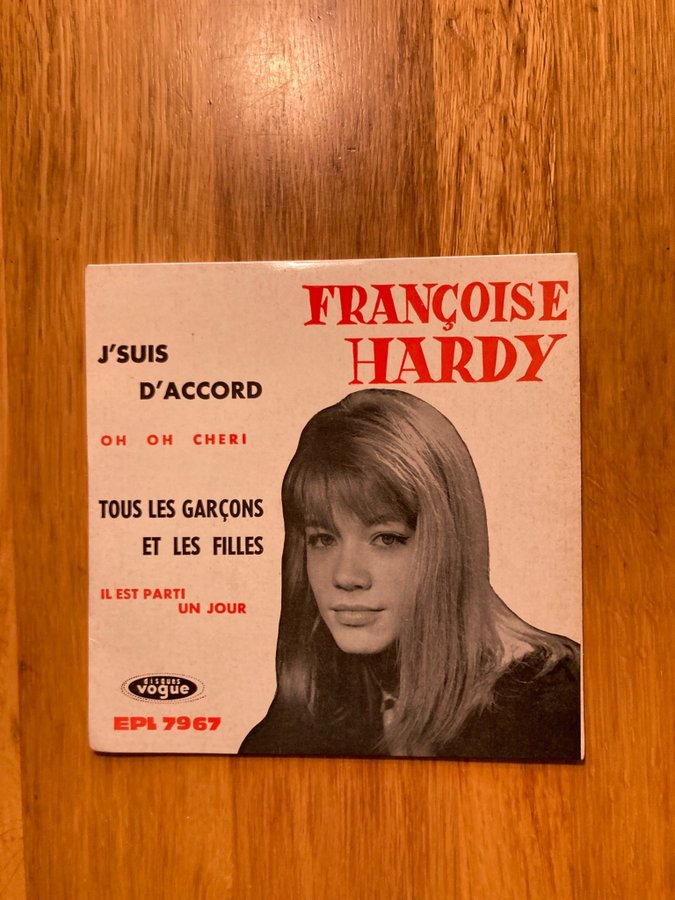 FRANÇOISE
HARDY
J'SUIS
D'ACCORD
OH OH CHERI
TOUS LES GARÇONS
ET LES FILLES
IL EST PARTI
UN JOUR
disques
vogue
EPL 7967